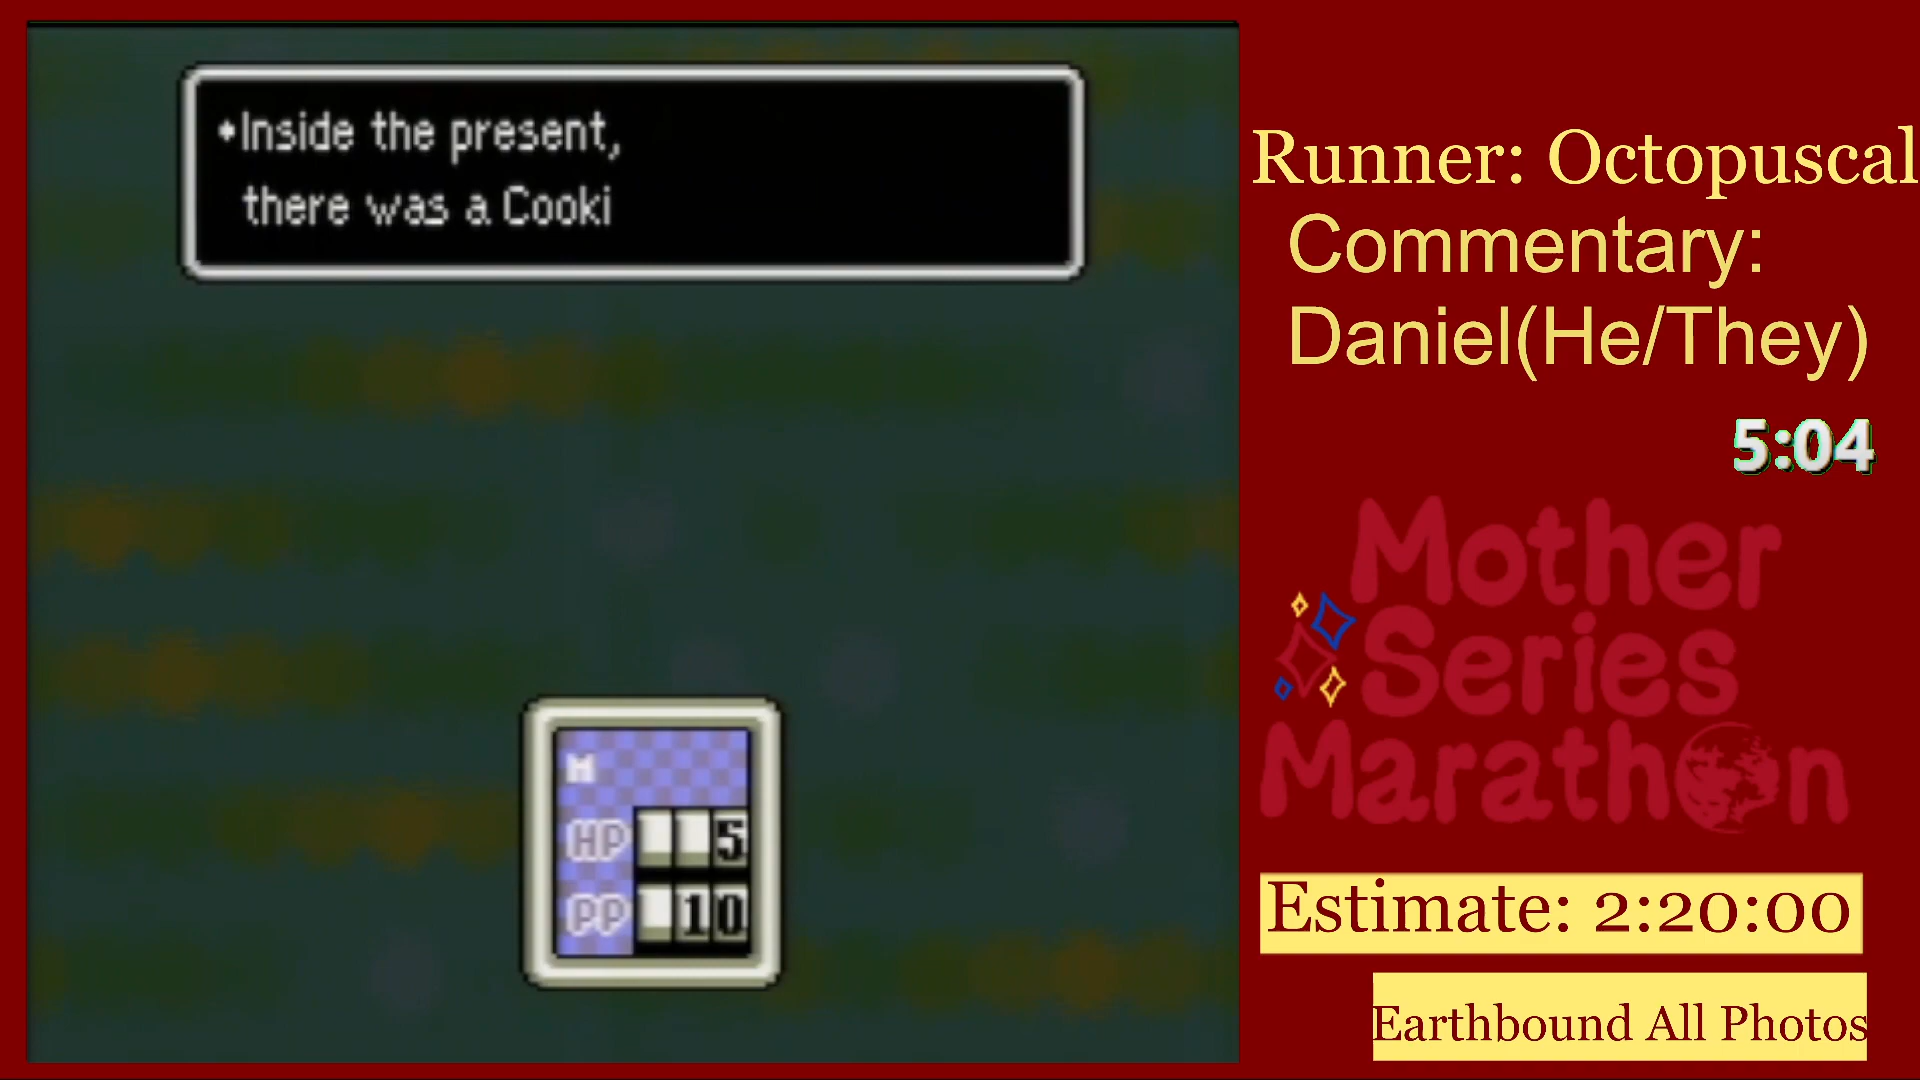 •Inside the present,
there was a Cooki
M
HP 5
PP 10
Runner: Octopuscal
Commentary:
Daniel(He/They)
5:04
Mother
Series
Marathon
Estimate: 2:20:00
Earthbound All Photos